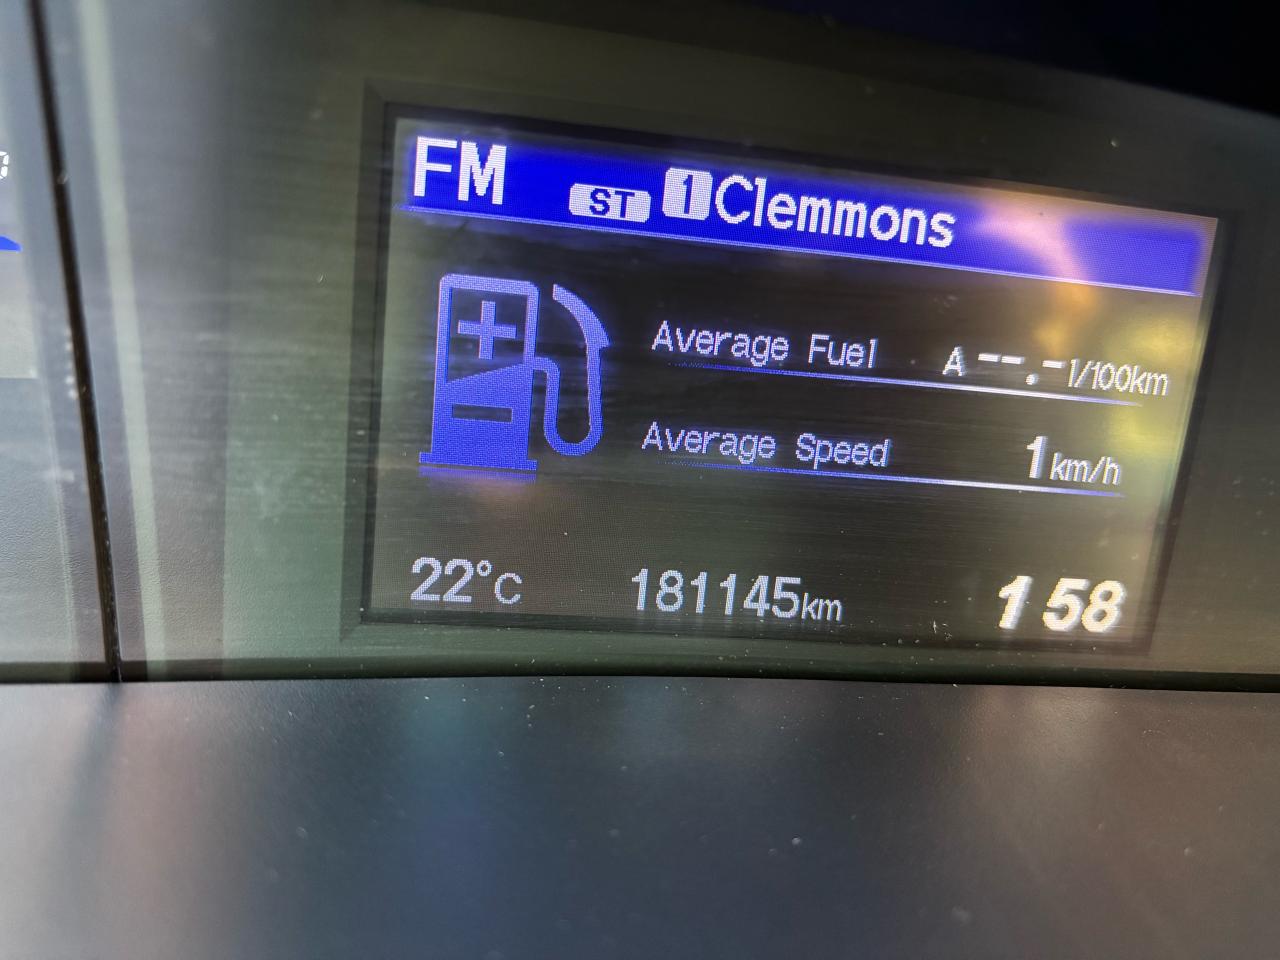 FM ST 1 Clemmons
Average Fuel A --.- l/100km
Average Speed 1 km/h
22°C 181145km 1 58